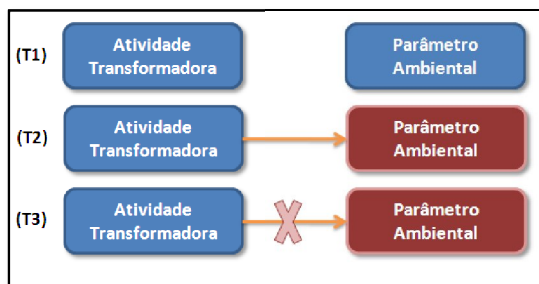 (T1)
Atividade
Transformadora
Parâmetro
Ambiental
(T2)
Atividade
Transformadora
Parâmetro
Ambiental
(T3)
Atividade
Transformadora
Parâmetro
Ambiental